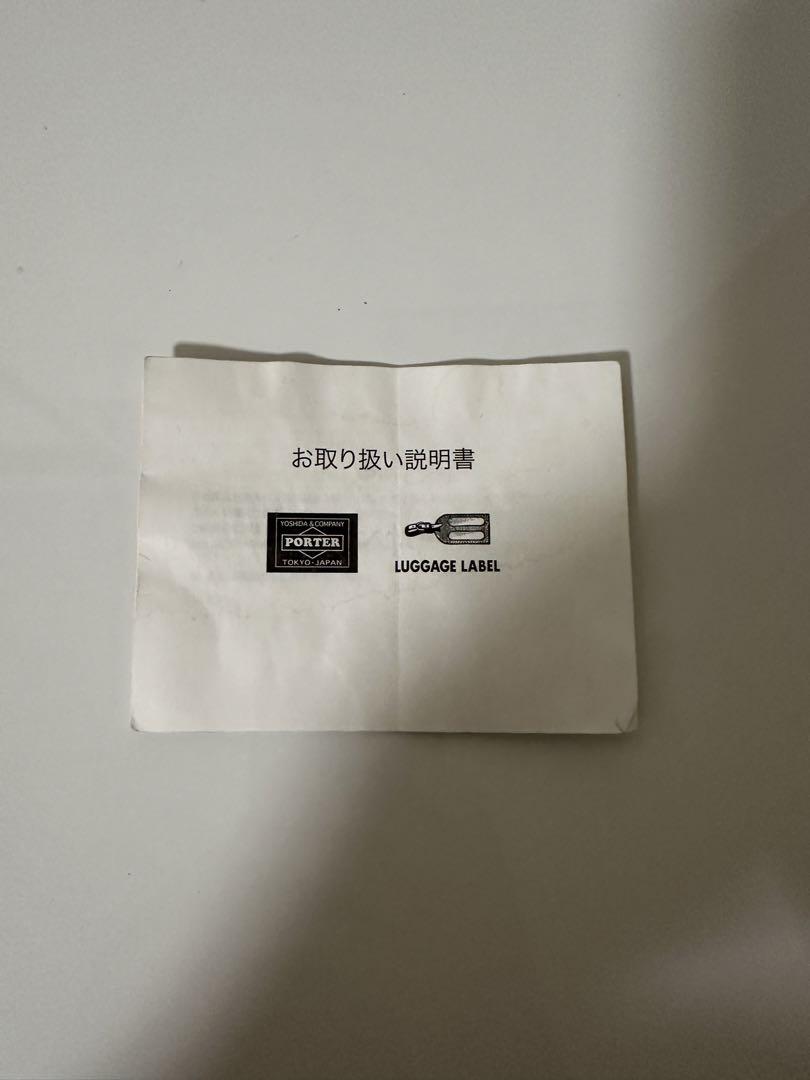 お取り扱い説明書
YOSHIDA & COMPANY
PORTER
TOKYO・JAPAN
LUGGAGE LABEL